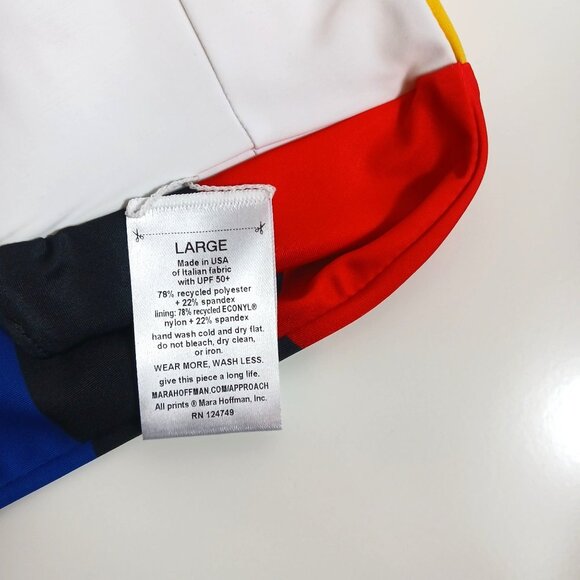 LARGE
Made in USA
of Italian fabric
with UPF 50+
78% recycled polyester
+ 22% spandex
lining: 78% recycled ECONYL®
nylon + 22% spandex
hand wash cold and dry flat.
do not bleach, dry clean,
or iron.
WEAR MORE, WASH LESS.
give this piece a long life.
MARAHOFFMAN.COM/APPROACH
All prints ® Mara Hoffman, Inc.
RN 124749